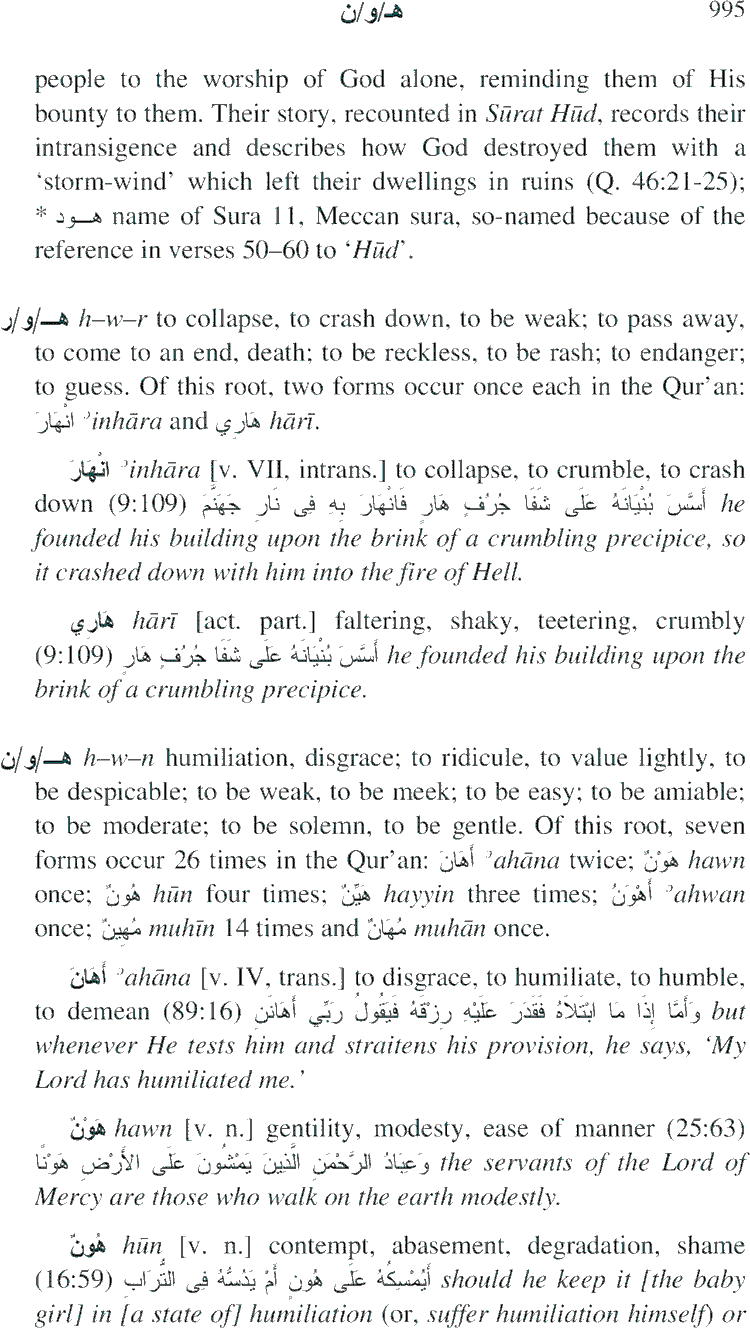 هـ/و/ن 995
people to the worship of God alone, reminding them of His
bounty to them. Their story, recounted in Sūrat Hūd, records their
intransigence and describes how God destroyed them with a
‘storm-wind’ which left their dwellings in ruins (Q. 46:21-25);
* هــود name of Sura 11, Meccan sura, so-named because of the
reference in verses 50–60 to ‘Hūd’.
هــ/و/ر h–w–r to collapse, to crash down, to be weak; to pass away,
to come to an end, death; to be reckless, to be rash; to endanger;
to guess. Of this root, two forms occur once each in the Qur’an:
انْهَارَ ʾinhāra and هَارِي hārī.
انْهَارَ ʾinhāra [v. VII, intrans.] to collapse, to crumble, to crash
down (9:109) أَسَّسَ بُنْيَانَهُ عَلَى شَفَا جُرُفٍ هَارٍ فَانْهَارَ بِهِ فِى نَارِ جَهَنَّمَ he
founded his building upon the brink of a crumbling precipice, so
it crashed down with him into the fire of Hell.
هَارِي hārī [act. part.] faltering, shaky, teetering, crumbly
(9:109) أَسَّسَ بُنْيَانَهُ عَلَى شَفَا جُرُفٍ هَارٍ he founded his building upon the
brink of a crumbling precipice.
هــ/و/ن h–w–n humiliation, disgrace; to ridicule, to value lightly, to
be despicable; to be weak, to be meek; to be easy; to be amiable;
to be moderate; to be solemn, to be gentle. Of this root, seven
forms occur 26 times in the Qur’an: أَهَانَ ʾahāna twice; هَوْنٌ hawn
once; هُونٌ hūn four times; هَيِّنٌ hayyin three times; أَهْوَنُ ʾahwan
once; مُهِينٌ muhīn 14 times and مُهَانٌ muhān once.
أَهَانَ ʾahāna [v. IV, trans.] to disgrace, to humiliate, to humble,
to demean (89:16) وَأَمَّا إِذَا مَا ابْتَلَاهُ فَقَدَرَ عَلَيْهِ رِزْقَهُ فَيَقُولُ رَبِّي أَهَانَنِ but
whenever He tests him and straitens his provision, he says, ‘My
Lord has humiliated me.’
هَوْنٌ hawn [v. n.] gentility, modesty, ease of manner (25:63)
وَعِبَادُ الرَّحْمَنِ الَّذِينَ يَمْشُونَ عَلَى الأَرْضِ هَوْنًا the servants of the Lord of
Mercy are those who walk on the earth modestly.
هُونٌ hūn [v. n.] contempt, abasement, degradation, shame
(16:59) أَيُمْسِكُهُ عَلَى هُونٍ أَمْ يَدُسُّهُ فِى التُّرَابِ should he keep it [the baby
girl] in [a state of] humiliation (or, suffer humiliation himself) or